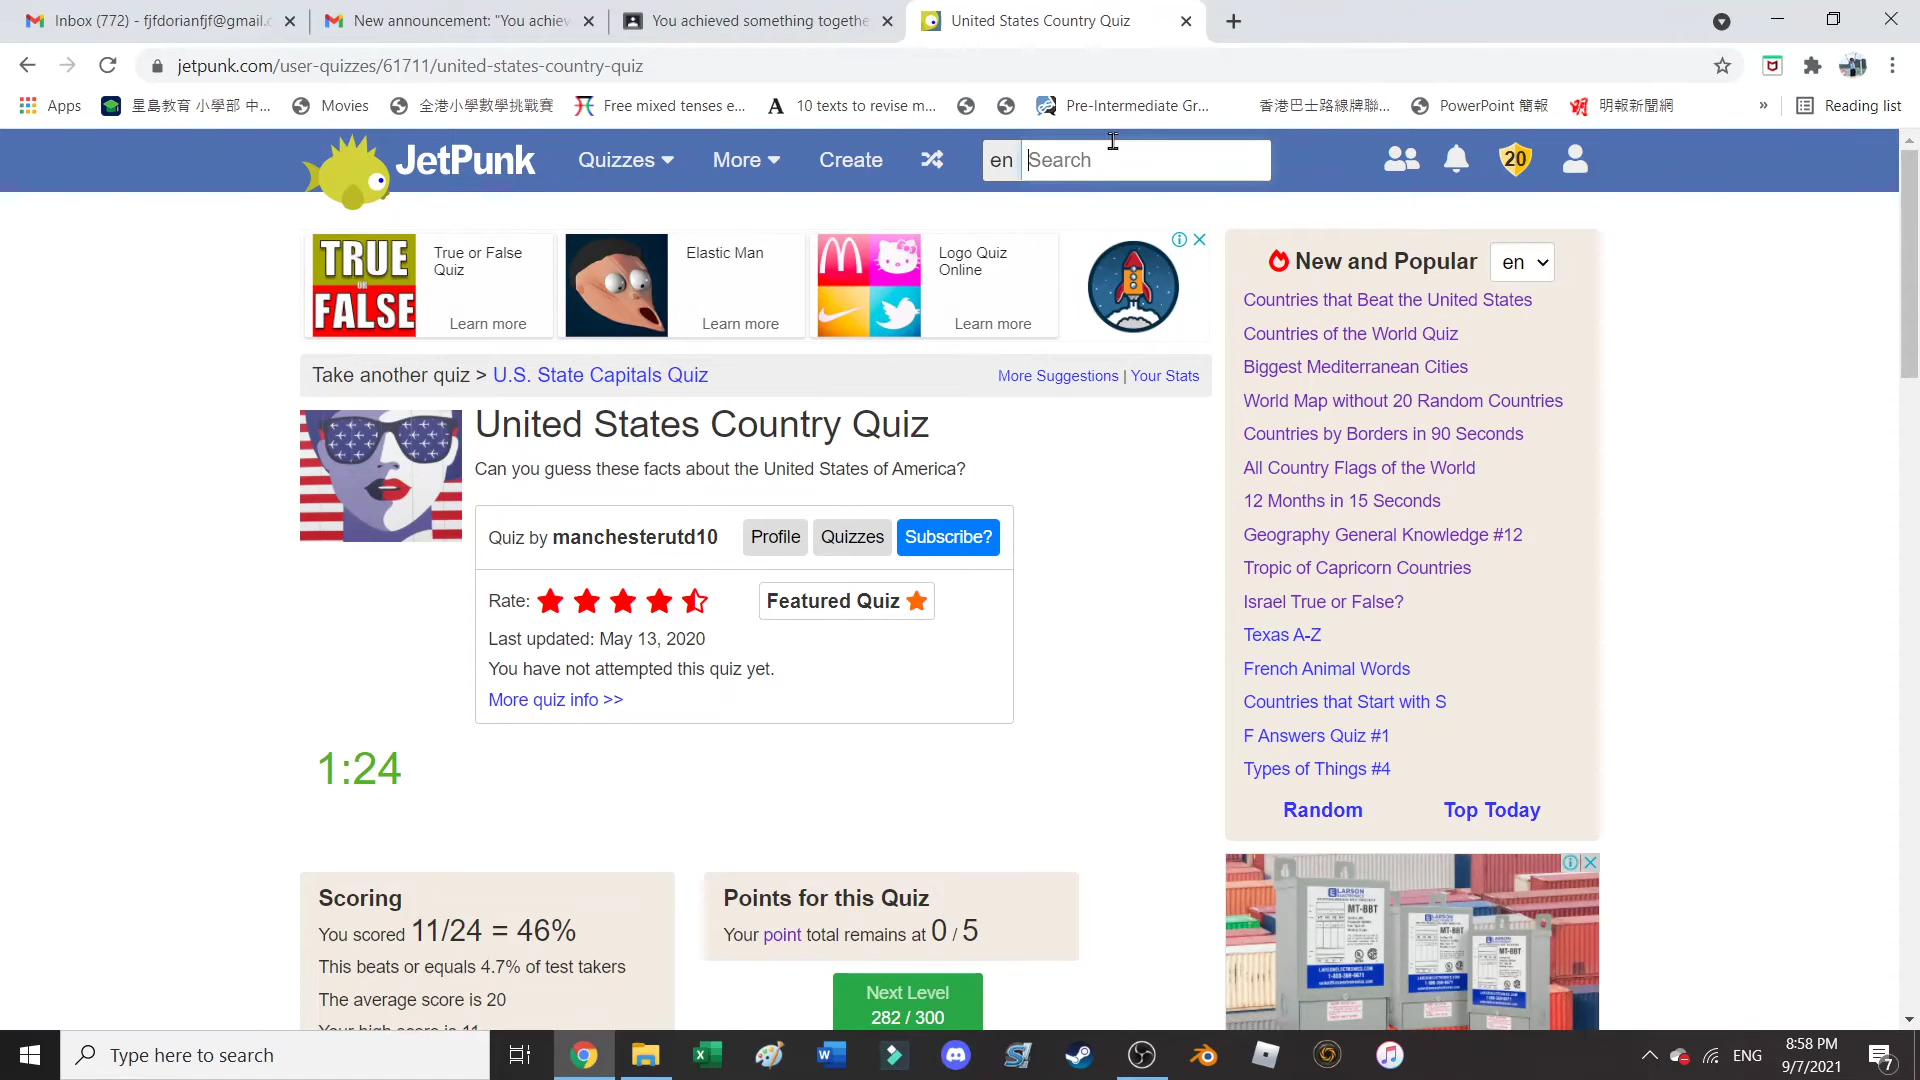 Inbox (772) - fjfdorianfjf@gmail.c
New announcement: "You achiev
You achieved something togethe
United States Country Quiz
jetpunk.com/user-quizzes/61711/united-states-country-quiz
Apps
星島教育 小學部 中...
Movies
全港小學數學挑戰賽
Free mixed tenses e...
10 texts to revise m...
Pre-Intermediate Gr...
香港巴士路線牌聯...
PowerPoint 簡報
明報新聞網
»
Reading list
JetPunk
Quizzes
More
Create
en
Search
20
TRUE
OR
FALSE
True or False
Quiz
Learn more
Elastic Man
Learn more
Logo Quiz
Online
Learn more
Take another quiz > U.S. State Capitals Quiz
More Suggestions | Your Stats
United States Country Quiz
Can you guess these facts about the United States of America?
Quiz by manchesterutd10
Profile
Quizzes
Subscribe?
Rate:
Featured Quiz
Last updated: May 13, 2020
You have not attempted this quiz yet.
More quiz info >>
1:24
Scoring
You scored 11/24 = 46%
This beats or equals 4.7% of test takers
The average score is 20
Your high score is 11
Points for this Quiz
Your point total remains at 0 / 5
Next Level
282 / 300
New and Popular
en
Countries that Beat the United States
Countries of the World Quiz
Biggest Mediterranean Cities
World Map without 20 Random Countries
Countries by Borders in 90 Seconds
All Country Flags of the World
12 Months in 15 Seconds
Geography General Knowledge #12
Tropic of Capricorn Countries
Israel True or False?
Texas A-Z
French Animal Words
Countries that Start with S
F Answers Quiz #1
Types of Things #4
Random
Top Today
LARSON
ELECTRONICS
MT-BBT
Type here to search
ENG
8:58 PM
9/7/2021
7